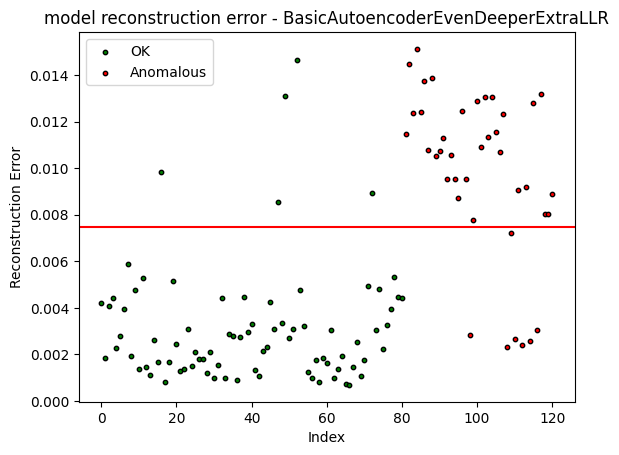 model reconstruction error - BasicAutoencoderEvenDeeperExtraLLR
OK
Anomalous
0.014
0.012
0.010
0.008
0.006
0.004
0.002
0.000
Reconstruction Error
0 20 40 60 80 100 120
Index